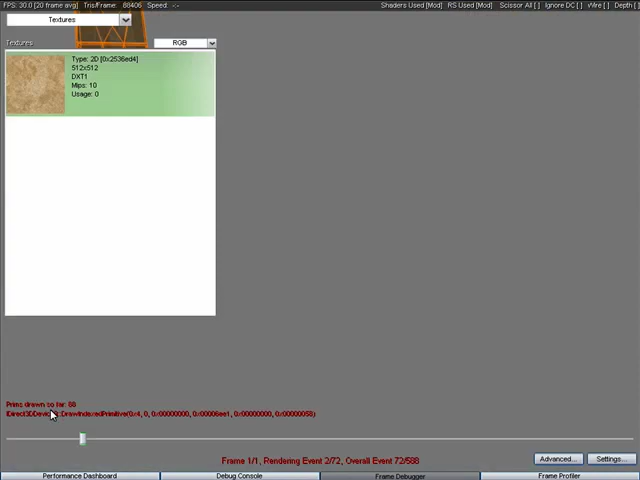 FPS: 30.0 [20 frame avg] Tris/Frame: 88406 Speed: -.- Shaders Used [Mod] RS Used [Mod] Scissor All [ ] Ignore DC [ ] Wire [ ] Depth [ ]
Textures
Textures RGB
Type: 2D [0x2536ed4]
512x512
DXT1
Mips: 10
Usage: 0
Prims drawn so far: 88
Frame 1/1, Rendering Event 2/72, Overall Event 72/588
Advanced... Settings...
Performance Dashboard Debug Console Frame Debugger Frame Profiler